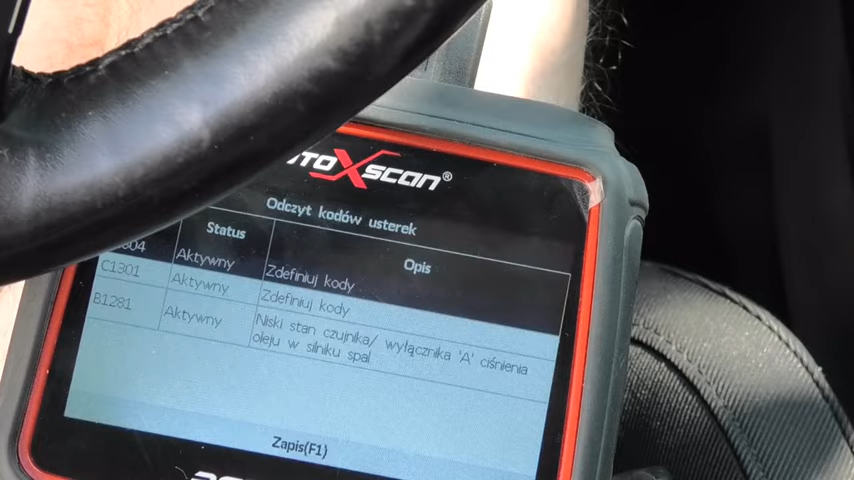 XSCAN®
Odczyt kodów usterek
Status
Opis
Aktywny
Zdefiniuj kody
C1301
Aktywny
Zdefiniuj kody
B1281
Aktywny
Niski stan czujnika/ wyłącznika 'A' ciśnienia
oleju w silniku spal
Zapis(F1)